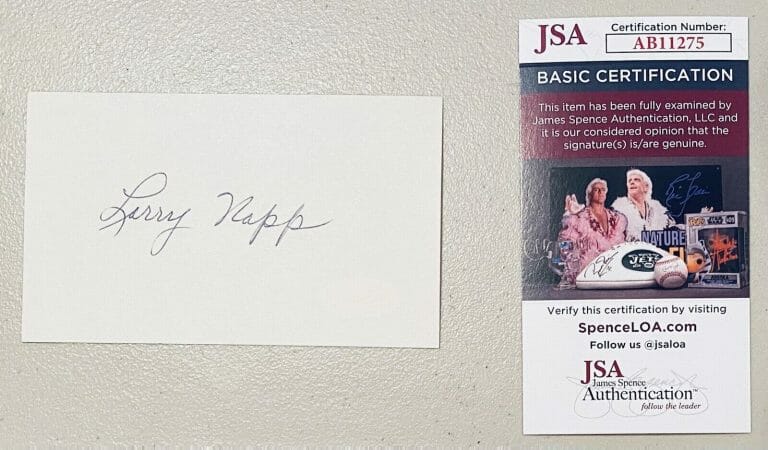 Larry Napp
JSA
Certification Number:
AB11275
BASIC CERTIFICATION
This item has been fully examined by
James Spence Authentication, LLC and
it is our considered opinion that the
signature(s) is/are genuine.
NATURE
JETS
Verify this certification by visiting
SpenceLOA.com
Follow us @jsaloa
JSA
James Spence
Authentication™
follow the leader